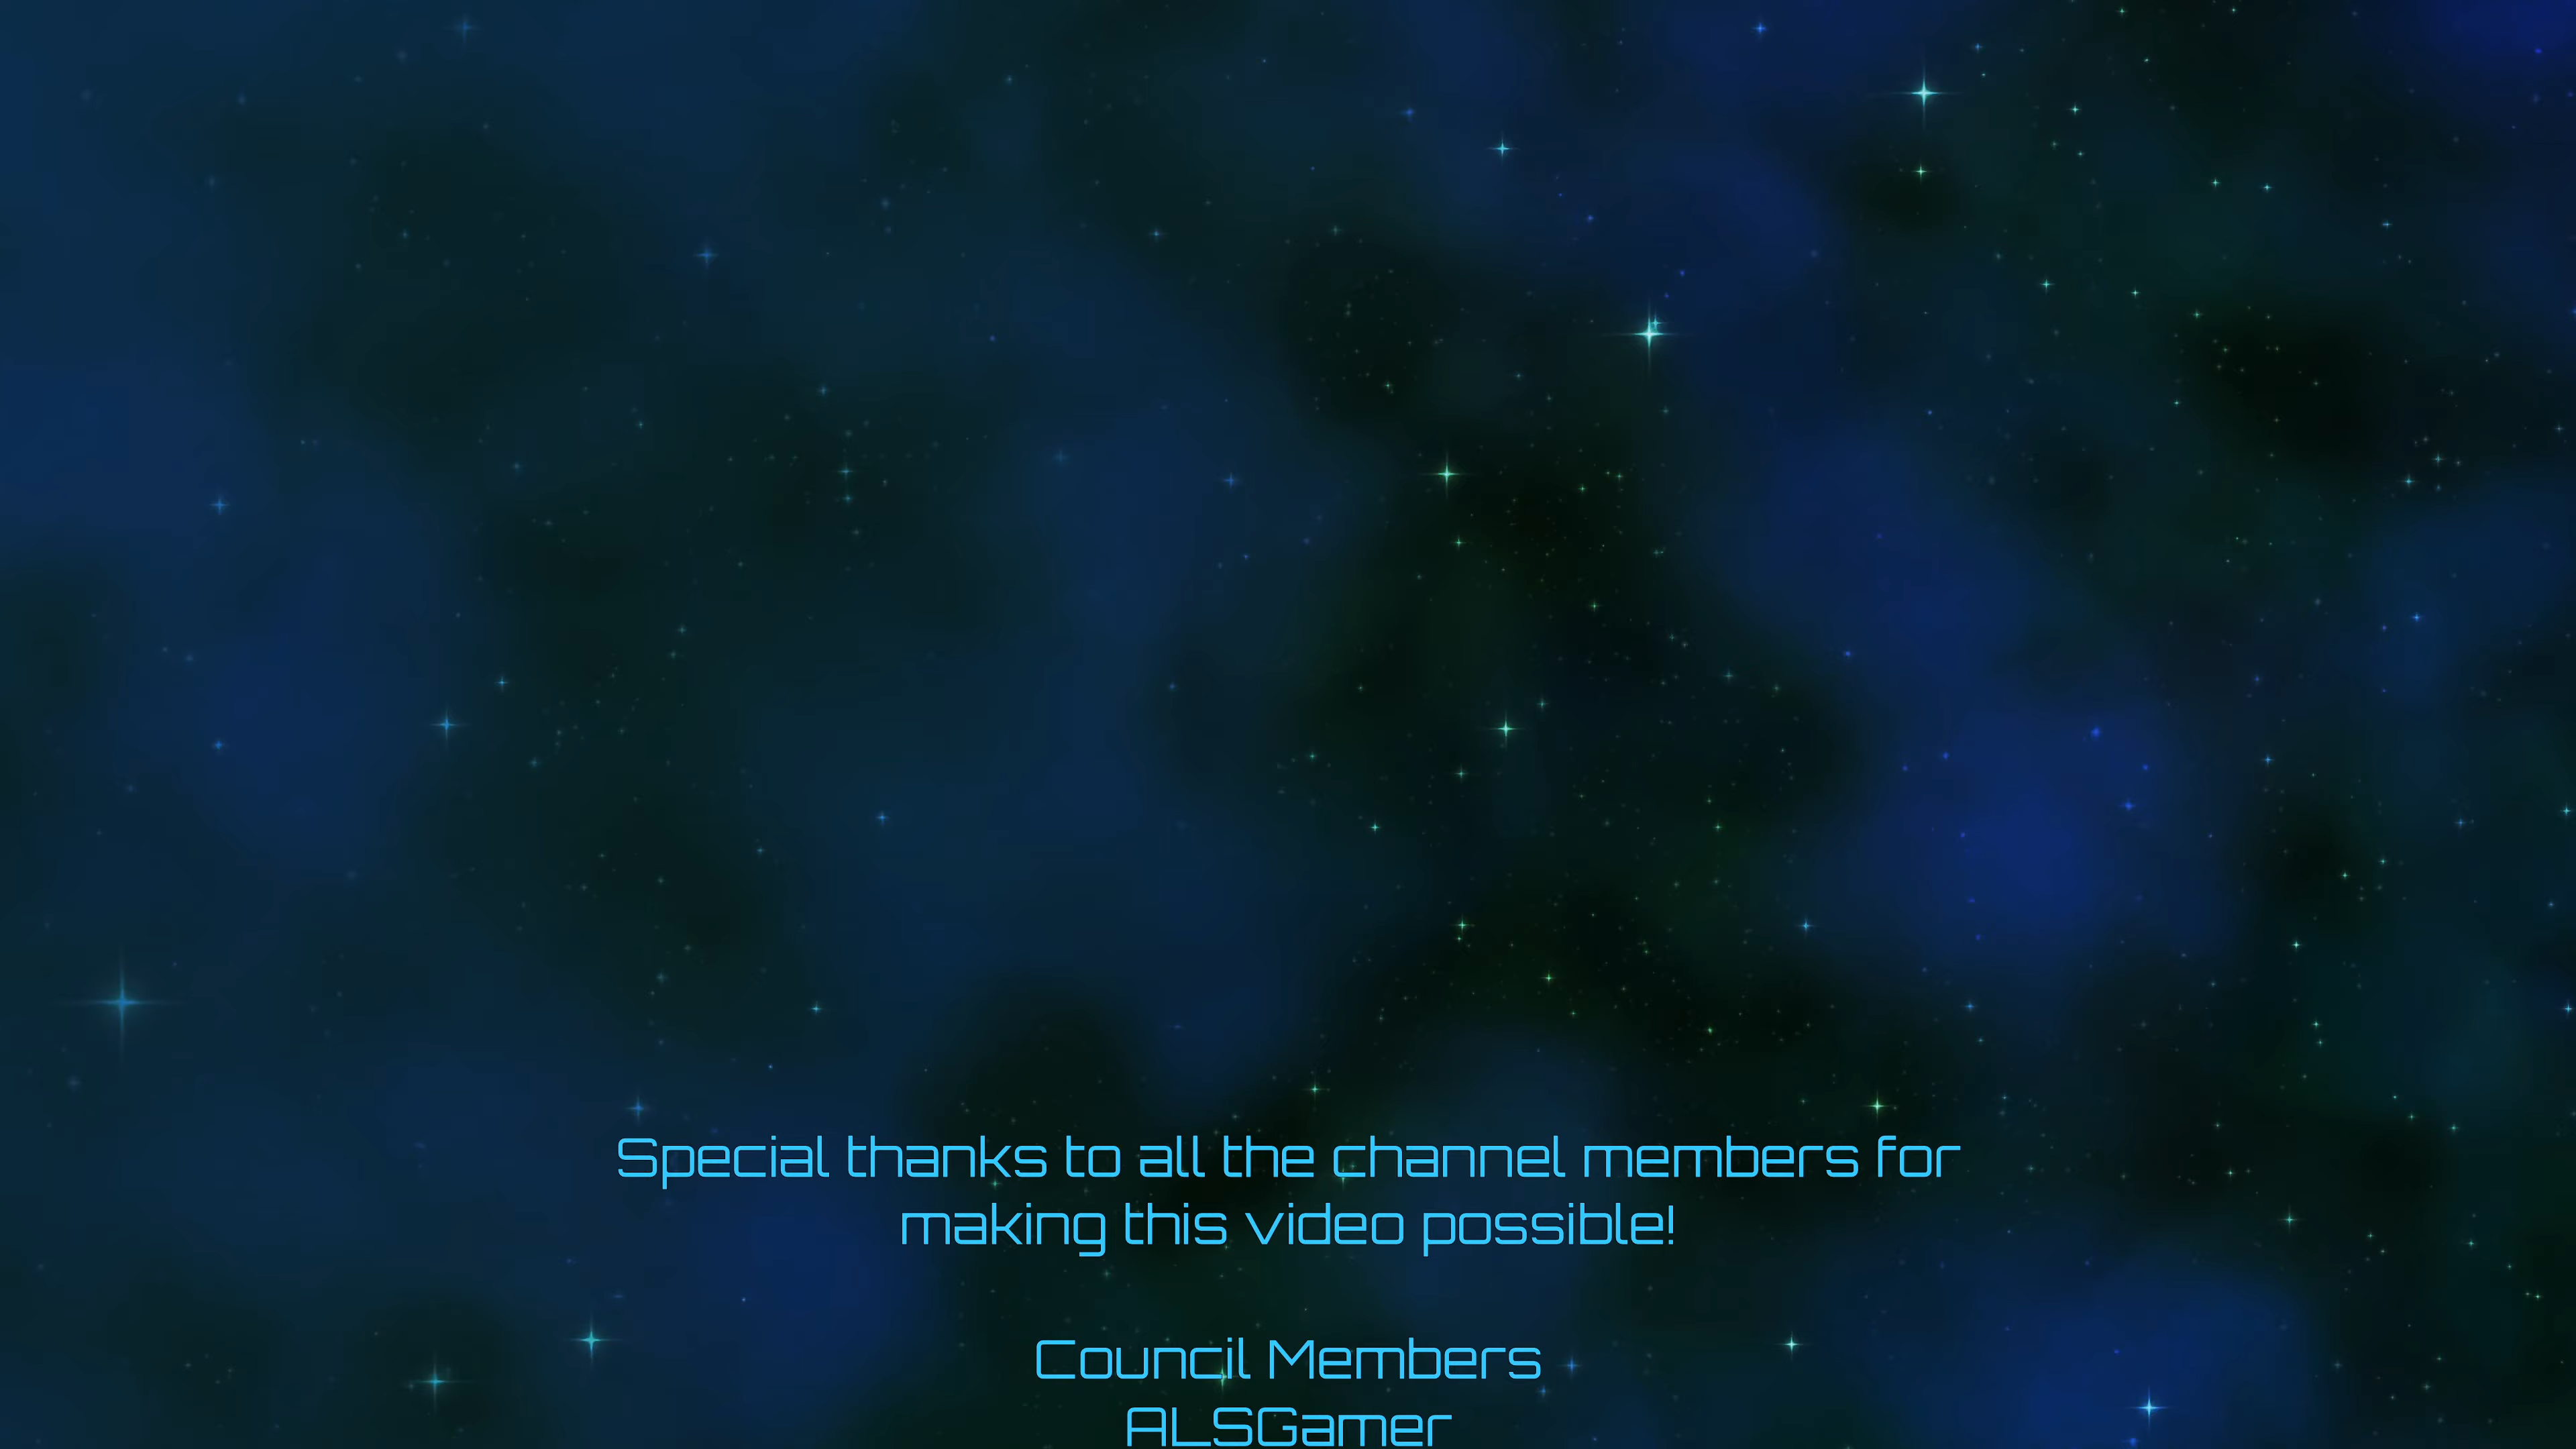 Special thanks to all the channel members for
making this video possible!
Council Members
ALSGamer